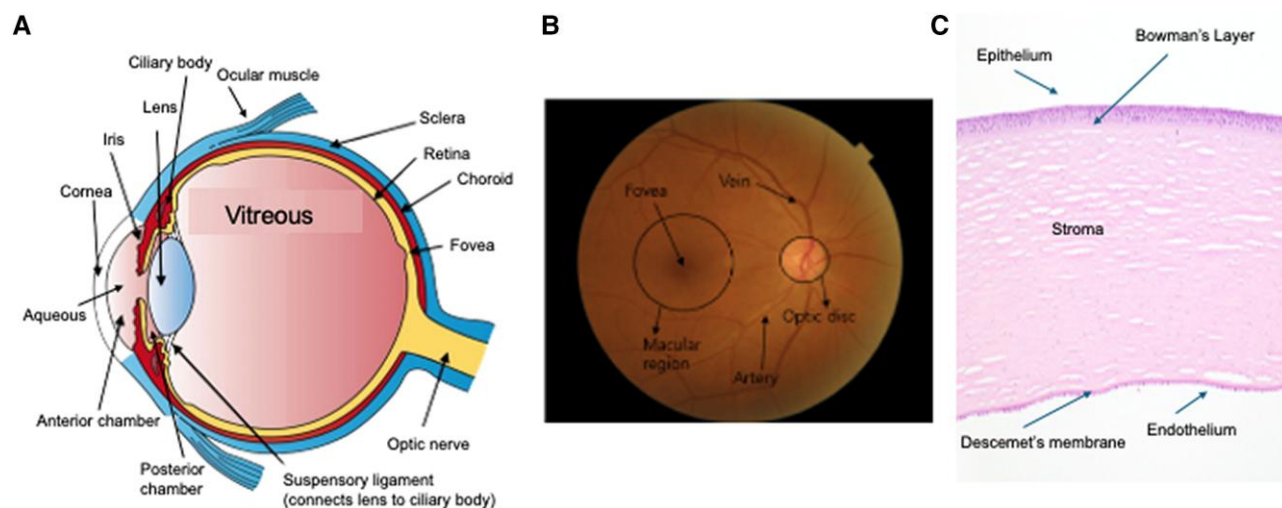 A
Ciliary body
Ocular muscle
Lens
Iris
Cornea
Sclera
Retina
Choroid
Vitreous
Fovea
Aqueous
Anterior chamber
Posterior
chamber
Suspensory ligament
(connects lens to ciliary body)
Optic nerve
B
Fovea
Vein
Optic disc
Macular
region
Artery
C
Bowman's Layer
Epithelium
Stroma
Descemet's membrane
Endothelium